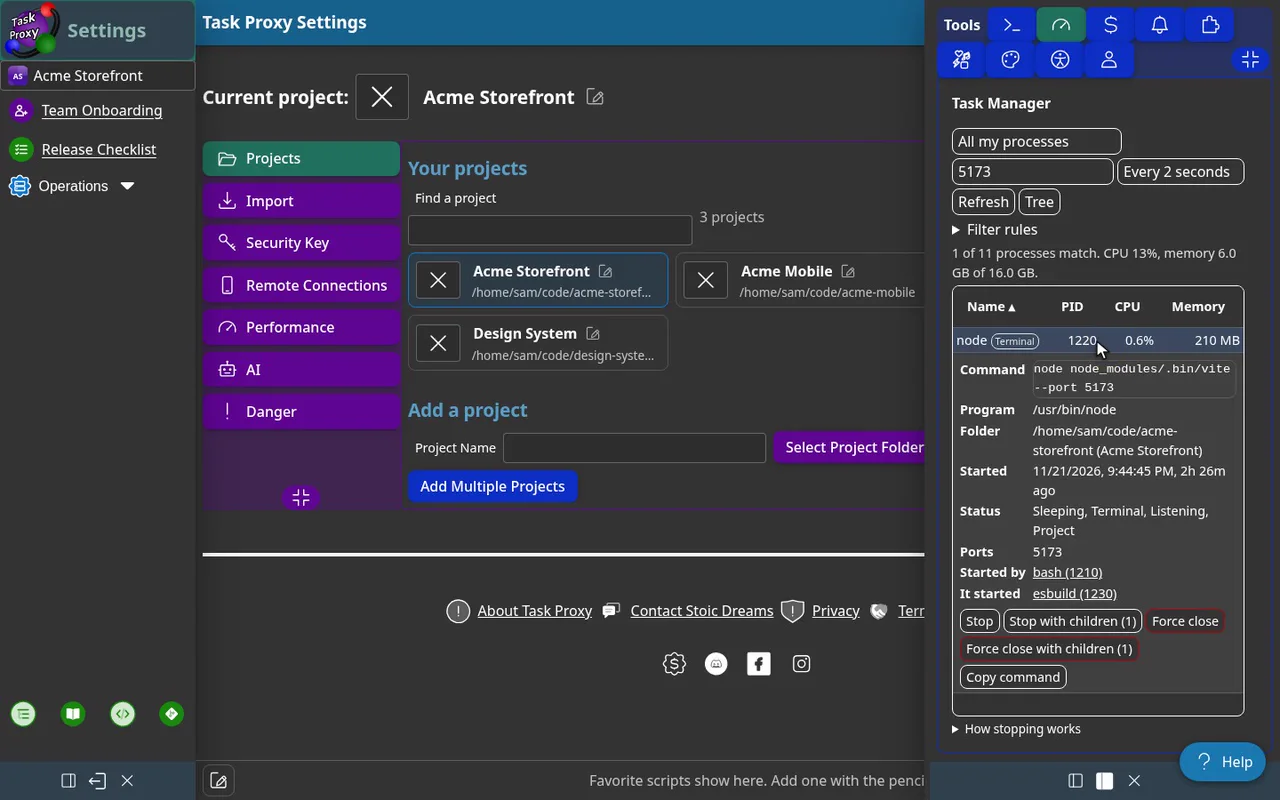 Task Proxy
Settings
AS Acme Storefront
Team Onboarding
Release Checklist
Operations
Task Proxy Settings
Current project:
Acme Storefront
Projects
Import
Security Key
Remote Connections
Performance
AI
Danger
Your projects
Find a project
3 projects
Acme Storefront
/home/sam/code/acme-storef...
Acme Mobile
/home/sam/code/acme-mobile
Design System
/home/sam/code/design-syste...
Add a project
Project Name
Select Project Folder
Add Multiple Projects
About Task Proxy
Contact Stoic Dreams
Privacy
Favorite scripts show here. Add one with the penci
Tools
Task Manager
All my processes
5173
Every 2 seconds
Refresh
Tree
Filter rules
1 of 11 processes match. CPU 13%, memory 6.0
GB of 16.0 GB.
Name ▲ PID CPU Memory
node Terminal 1220 0.6% 210 MB
Command node node_modules/.bin/vite
--port 5173
Program /usr/bin/node
Folder /home/sam/code/acme-
storefront (Acme Storefront)
Started 11/21/2026, 9:44:45 PM, 2h 26m
ago
Status Sleeping, Terminal, Listening,
Project
Ports 5173
Started by bash (1210)
It started esbuild (1230)
Stop
Stop with children (1)
Force close
Force close with children (1)
Copy command
How stopping works
? Help